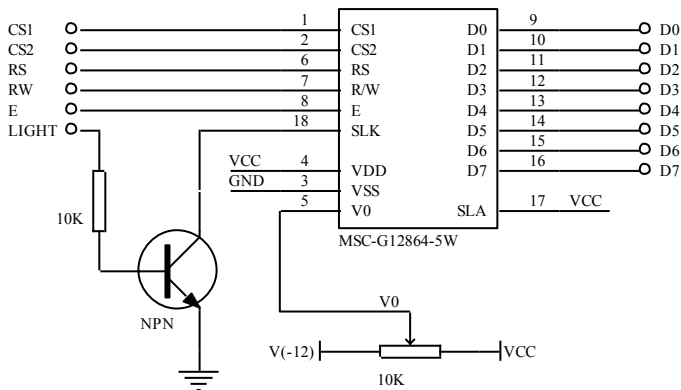 CS1 1 CS1 D0 9 D0
CS2 2 CS2 D1 10 D1
RS 6 RS D2 11 D2
RW 7 R/W D3 12 D3
E 8 E D4 13 D4
LIGHT 18 SLK D5 14 D5
D6 15 D6
VCC 4 VDD D7 16 D7
GND 3 VSS
5 V0 SLA 17 VCC
10K
MSC-G12864-5W
NPN
V0
V(-12) VCC
10K